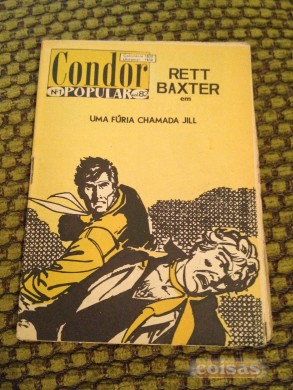 Condor
POPULAR
RETT
BAXTER
em
UMA FÚRIA CHAMADA JILL
coisas